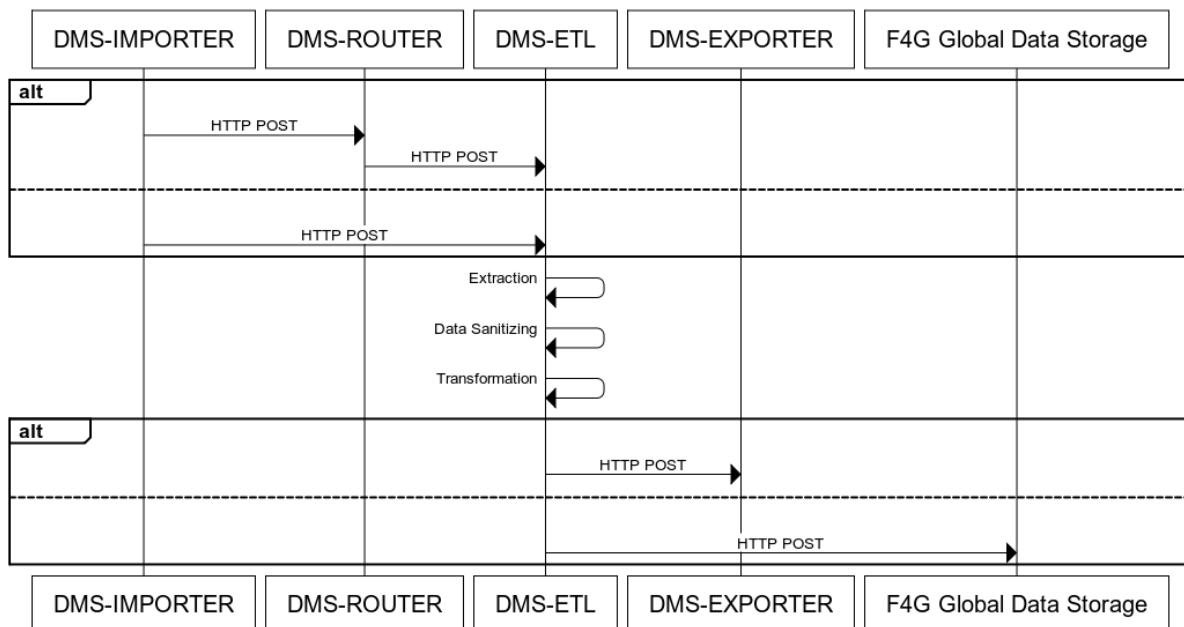 DMS-IMPORTER DMS-ROUTER DMS-ETL DMS-EXPORTER F4G Global Data Storage
alt
HTTP POST
HTTP POST
HTTP POST
Extraction
Data Sanitizing
Transformation
alt
HTTP POST
HTTP POST
DMS-IMPORTER DMS-ROUTER DMS-ETL DMS-EXPORTER F4G Global Data Storage